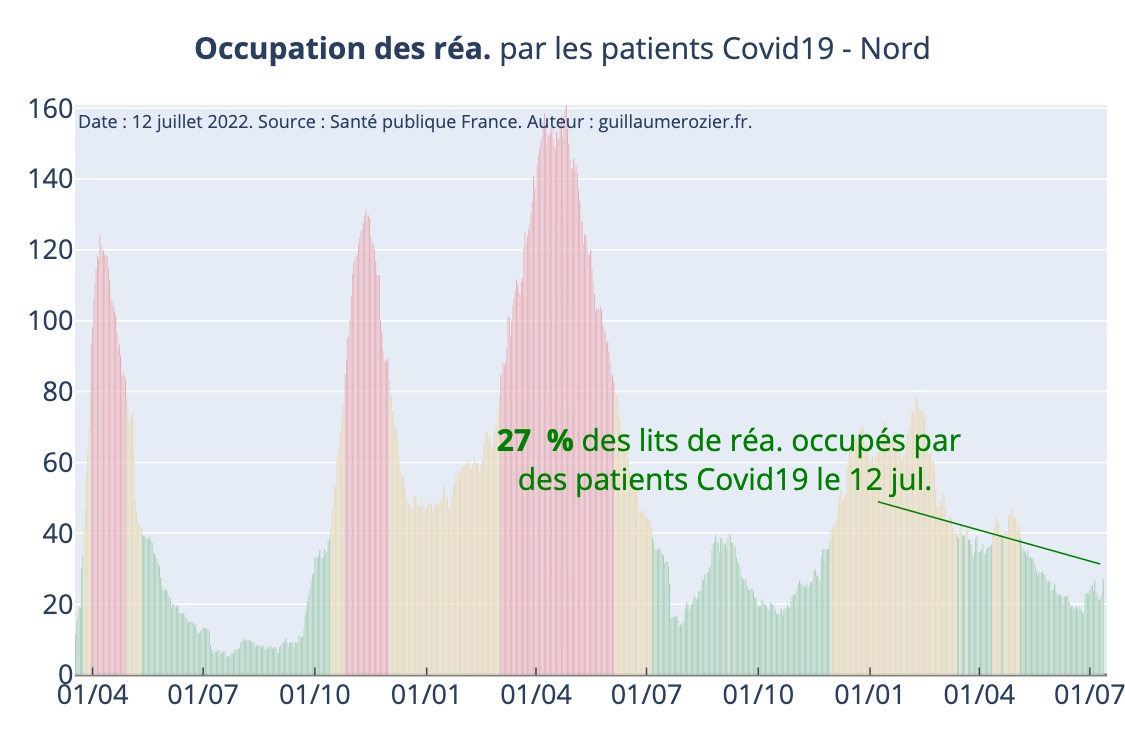 Occupation des réa. par les patients Covid19 - Nord
160
Date : 12 juillet 2022. Source : Santé publique France. Auteur : guillaumerozier.fr.
140
120
100
80
27 % des lits de réa. occupés par
60
des patients Covid19 le 12 jul.
40
20
0
01/04 01/07 01/10 01/01 01/04 01/07 01/10 01/01 01/04 01/07